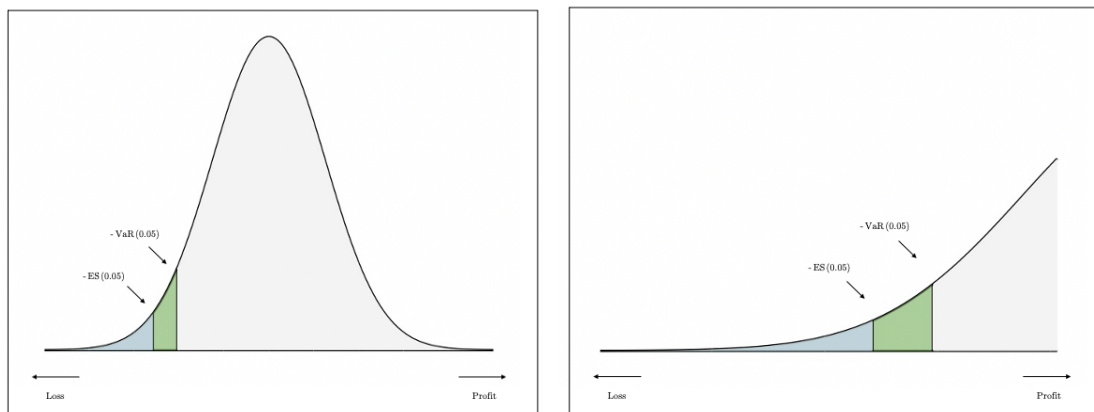 - VaR (0.05)
- ES (0.05)
Loss
Profit
- VaR (0.05)
- ES (0.05)
Loss
Profit